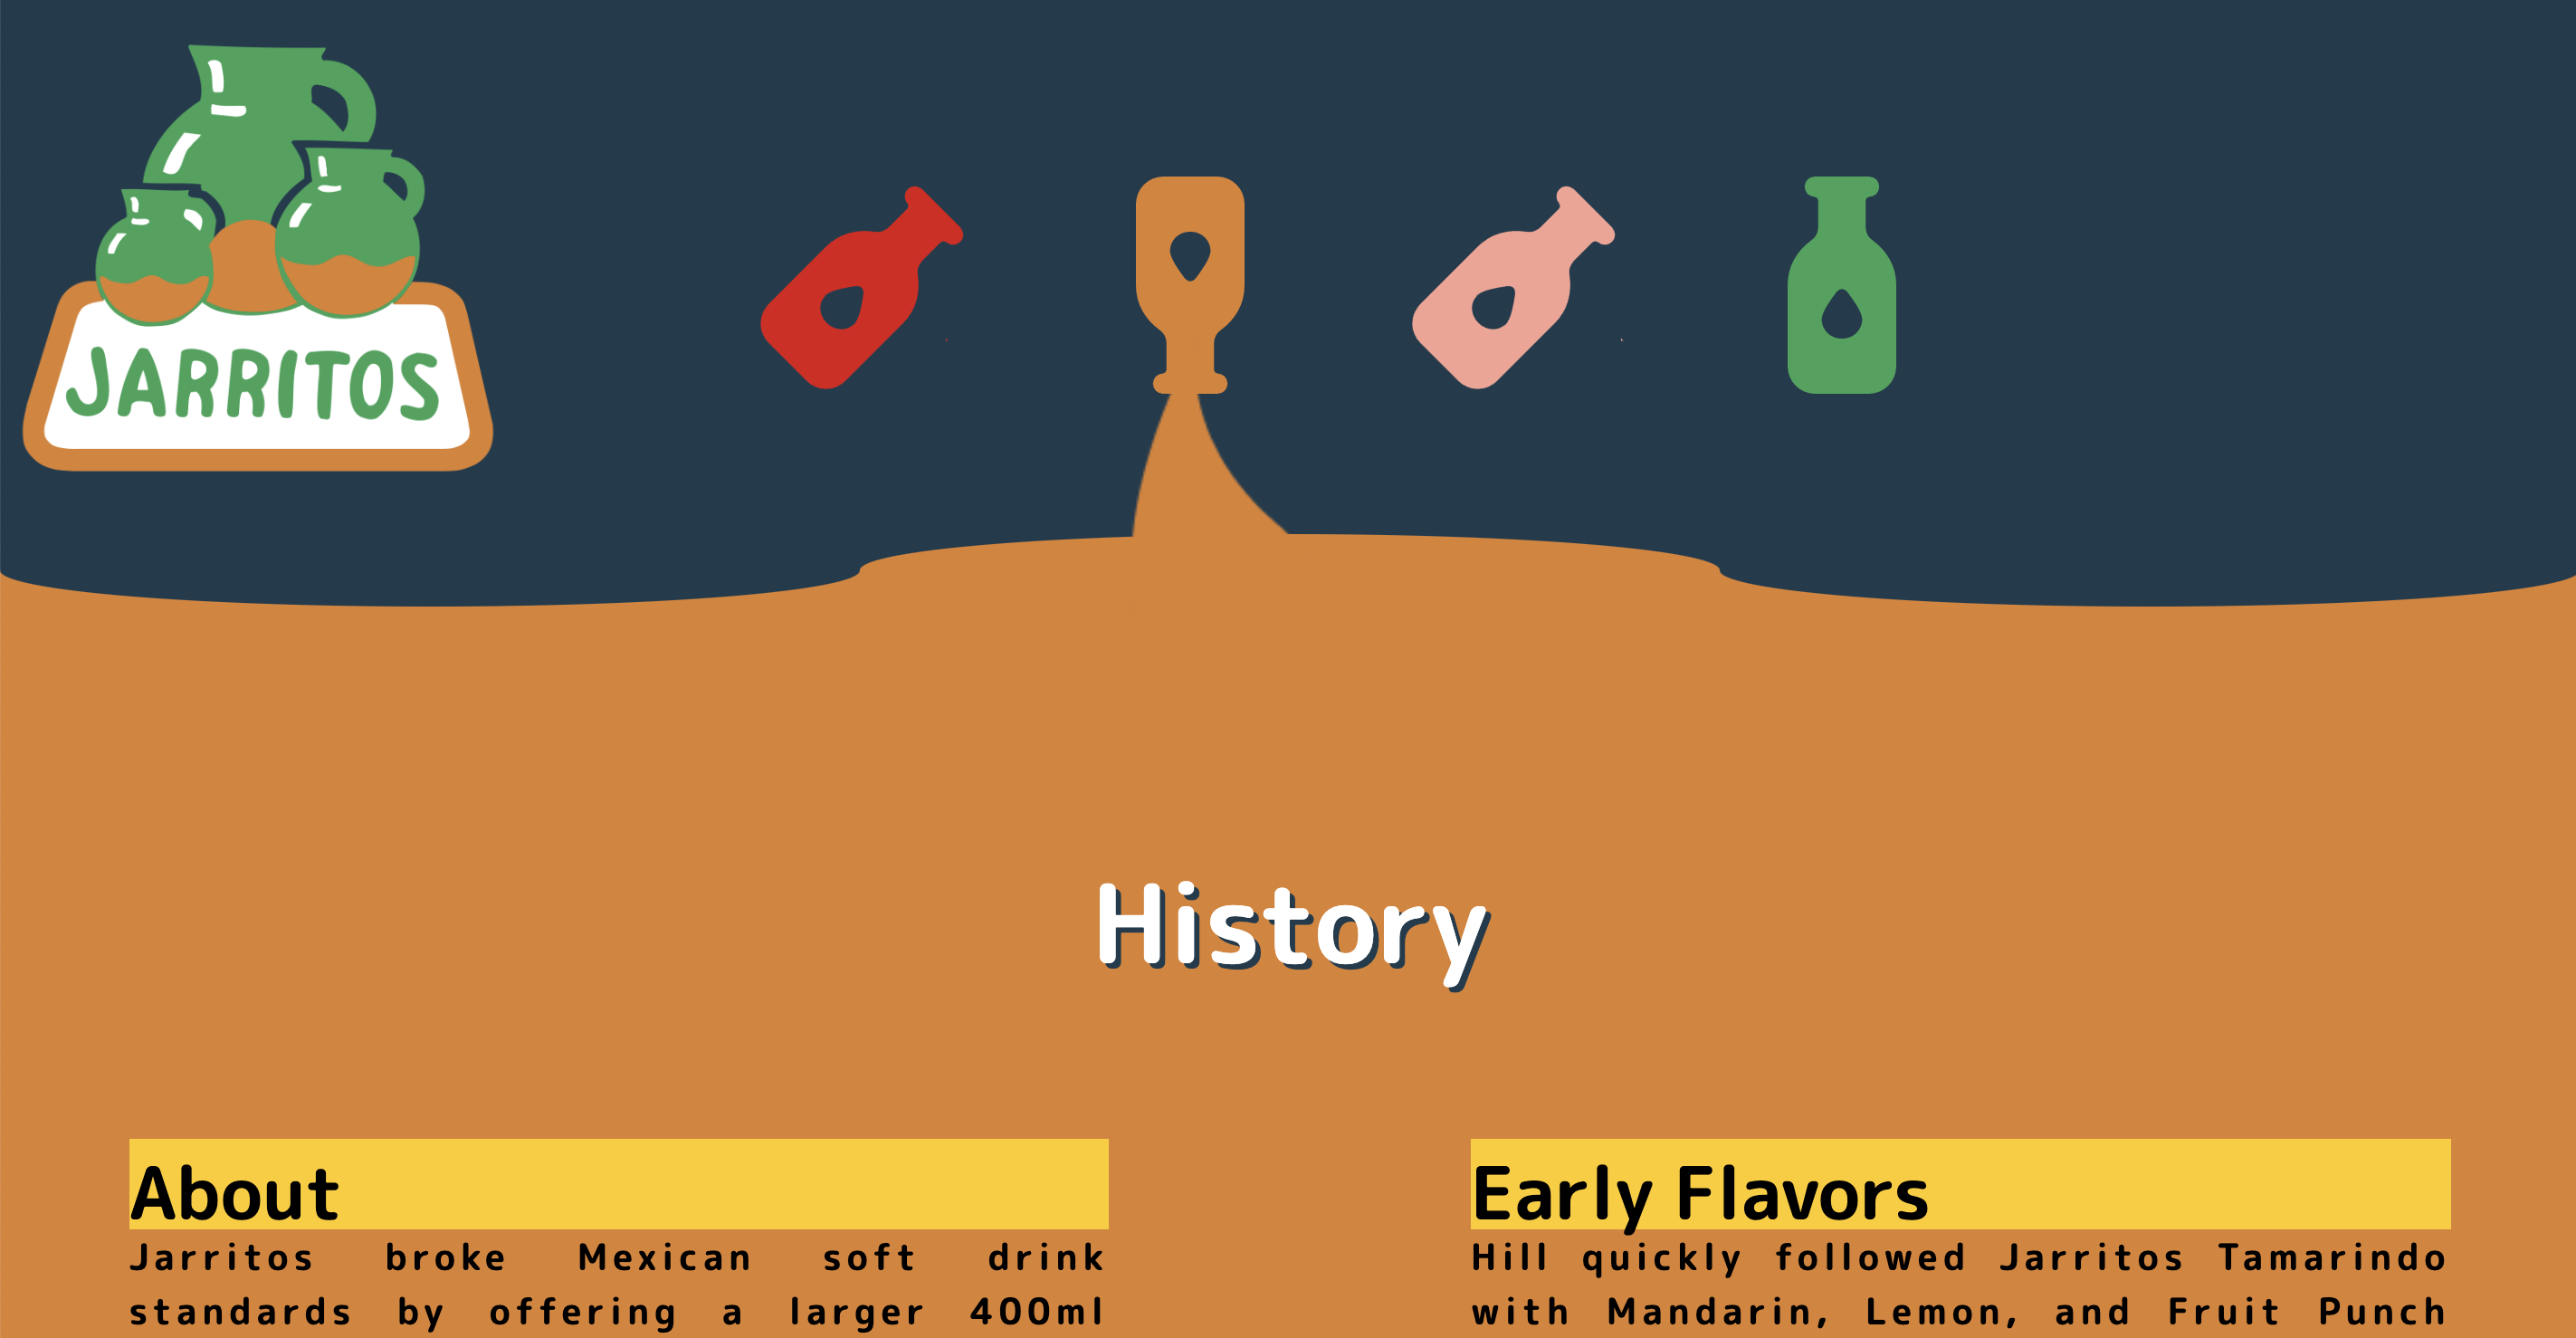 JARRITOS
History
About
Jarritos broke Mexican soft drink
standards by offering a larger 400ml
Early Flavors
Hill quickly followed Jarritos Tamarindo
with Mandarin, Lemon, and Fruit Punch